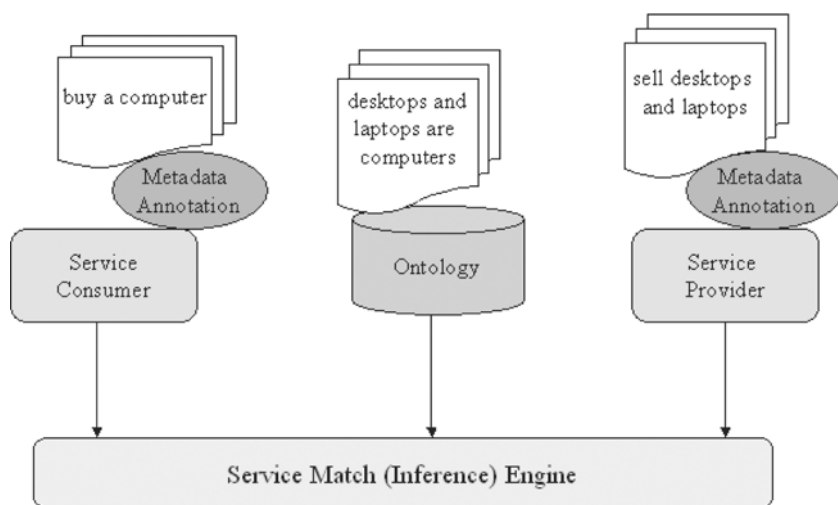 buy a computer
desktops and
laptops are
computers
sell desktops
and laptops
Metadata
Annotation
Metadata
Annotation
Service
Consumer
Ontology
Service
Provider
Service Match (Inference) Engine